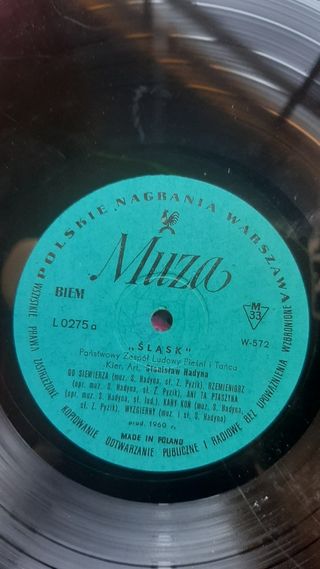 POLSKIE NAGRANIA WARSZAWA
Muza
BIEM
M
33
L 0275 a
W-572
„ŚLĄSK"
Państwowy Zespół Ludowy Pieśni i Tańca
Kier. Art. Stanisław Hadyna
DO SIEWIERZA (muz. S. Hadyna, sł. Z. Pyzik), RZEMIENIORZ
(opr. muz. S. Hadyna, sł. Z. Pyzik), ANI TA PTASZYNA
(opr. muz. S. Hadyna, sł. lud.), KARY KOŃ (muz. S. Hadyna,
sł. Z. Pyzik), WYZGIERNY (muz. i sł. S. Hadyna)
prod. 1960 r.
MADE IN POLAND
WSZYSTKIE PRAWA ZASTRZEŻONE. KOPIOWANIE ODTWARZANIE PUBLICZNE I RADIOWE BEZ UPOWAŻNIENIA WZBRONIONE